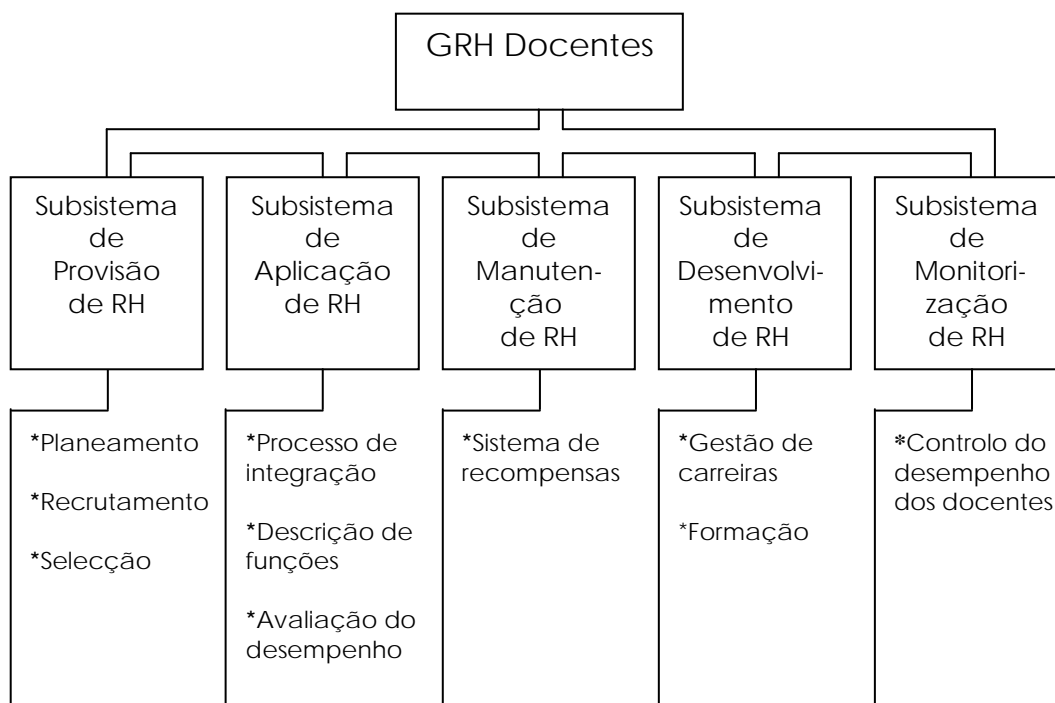 GRH Docentes
Subsistema
de
Provisão
de RH
Subsistema
de
Aplicação
de RH
Subsistema
de
Manuten-
ção
de RH
Subsistema
de
Desenvolvi-
mento
de RH
Subsistema
de
Monitori-
zação
de RH
*Planeamento
*Recrutamento
*Selecção
*Processo de
integração
*Descrição de
funções
*Avaliação do
desempenho
*Sistema de
recompensas
*Gestão de
carreiras
*Formação
*Controlo do
desempenho
dos docentes